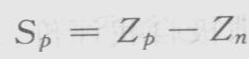 S_p = Z_p − Z_n